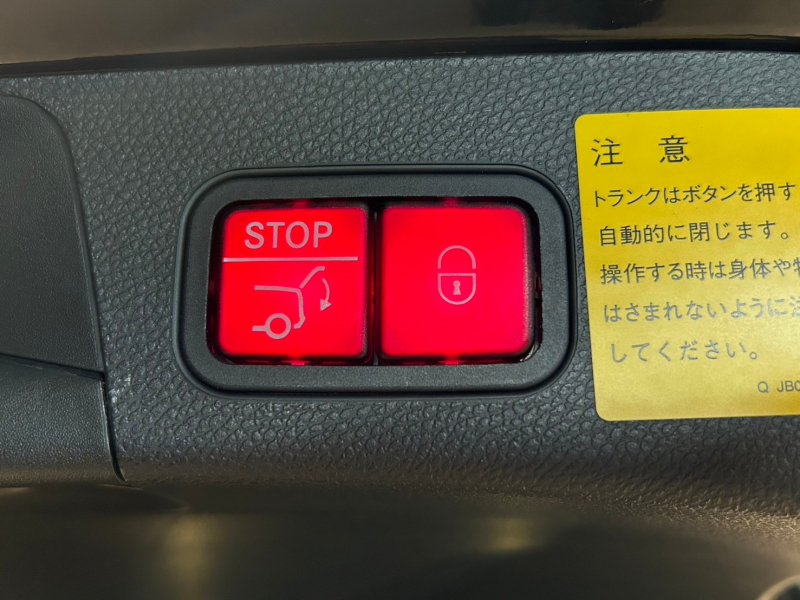 STOP
注 意
トランクはボタンを押す
自動的に閉じます。
操作する時は身体や
はさまれないように注
してください。
Q JBC